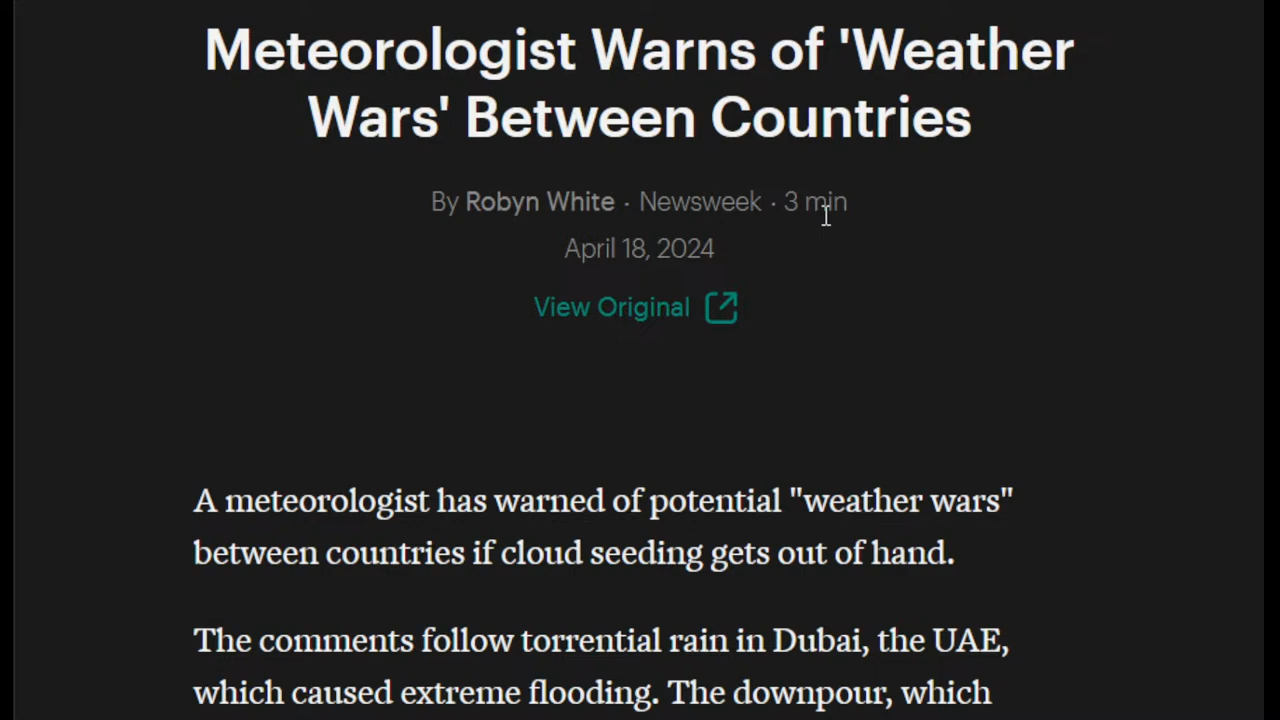 Meteorologist Warns of 'Weather
Wars' Between Countries
By Robyn White · Newsweek · 3 min
April 18, 2024
View Original
A meteorologist has warned of potential "weather wars"
between countries if cloud seeding gets out of hand.
The comments follow torrential rain in Dubai, the UAE,
which caused extreme flooding. The downpour, which